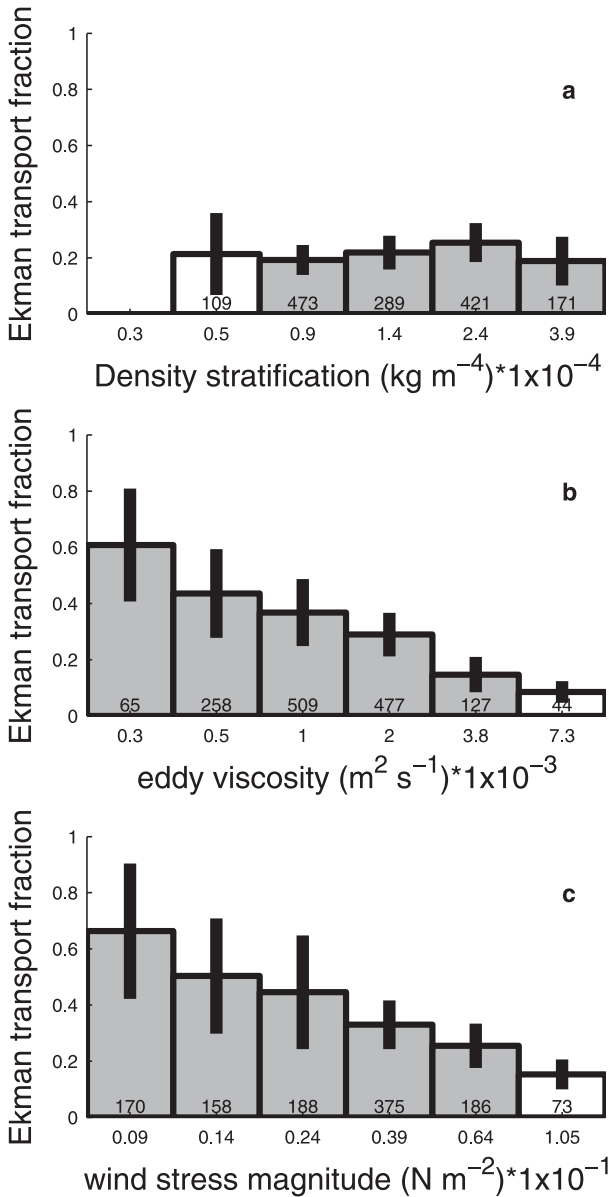 Ekman transport fraction
1
0.8
0.6
0.4
0.2
0
a
109 473 289 421 171
0.3 0.5 0.9 1.4 2.4 3.9
Density stratification (kg m⁻⁴)*1x10⁻⁴
Ekman transport fraction
1
0.8
0.6
0.4
0.2
0
b
65 258 509 477 127 44
0.3 0.5 1 2 3.8 7.3
eddy viscosity (m² s⁻¹)*1x10⁻³
Ekman transport fraction
1
0.8
0.6
0.4
0.2
0
c
170 158 188 375 186 73
0.09 0.14 0.24 0.39 0.64 1.05
wind stress magnitude (N m⁻²)*1x10⁻¹